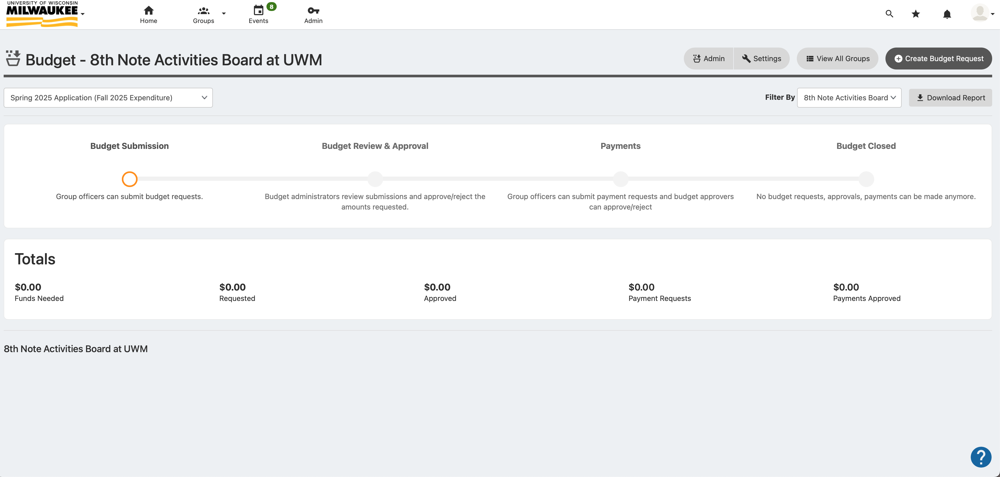 UNIVERSITY OF WISCONSIN
MILWAUKEE
Home
Groups
8
Events
Admin
Budget - 8th Note Activities Board at UWM
Admin
Settings
View All Groups
Create Budget Request
Spring 2025 Application (Fall 2025 Expenditure)
Filter By
8th Note Activities Board
Download Report
Budget Submission
Group officers can submit budget requests.
Budget Review & Approval
Budget administrators review submissions and approve/reject the
amounts requested.
Payments
Group officers can submit payment requests and budget approvers
can approve/reject
Budget Closed
No budget requests, approvals, payments can be made anymore.
Totals
$0.00
Funds Needed
$0.00
Requested
$0.00
Approved
$0.00
Payment Requests
$0.00
Payments Approved
8th Note Activities Board at UWM
?